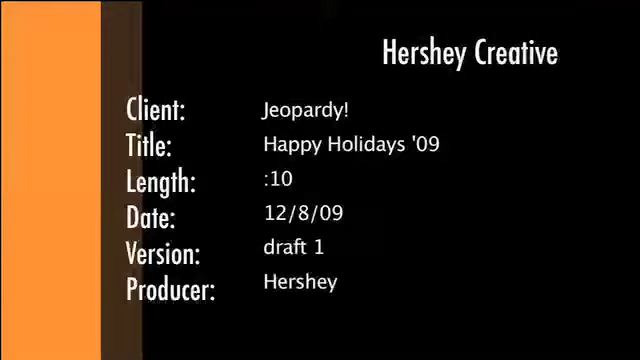 Hershey Creative
Client: Jeopardy!
Title: Happy Holidays '09
Length: :10
Date: 12/8/09
Version: draft 1
Producer: Hershey